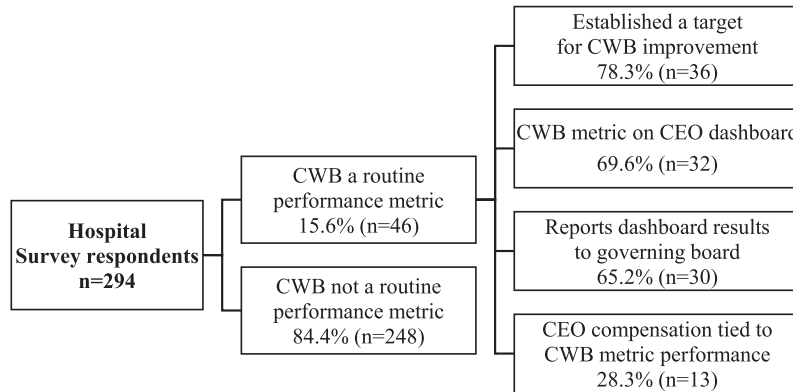 Hospital
Survey respondents
n=294
CWB a routine
performance metric
15.6% (n=46)
CWB not a routine
performance metric
84.4% (n=248)
Established a target
for CWB improvement
78.3% (n=36)
CWB metric on CEO dashboard
69.6% (n=32)
Reports dashboard results
to governing board
65.2% (n=30)
CEO compensation tied to
CWB metric performance
28.3% (n=13)